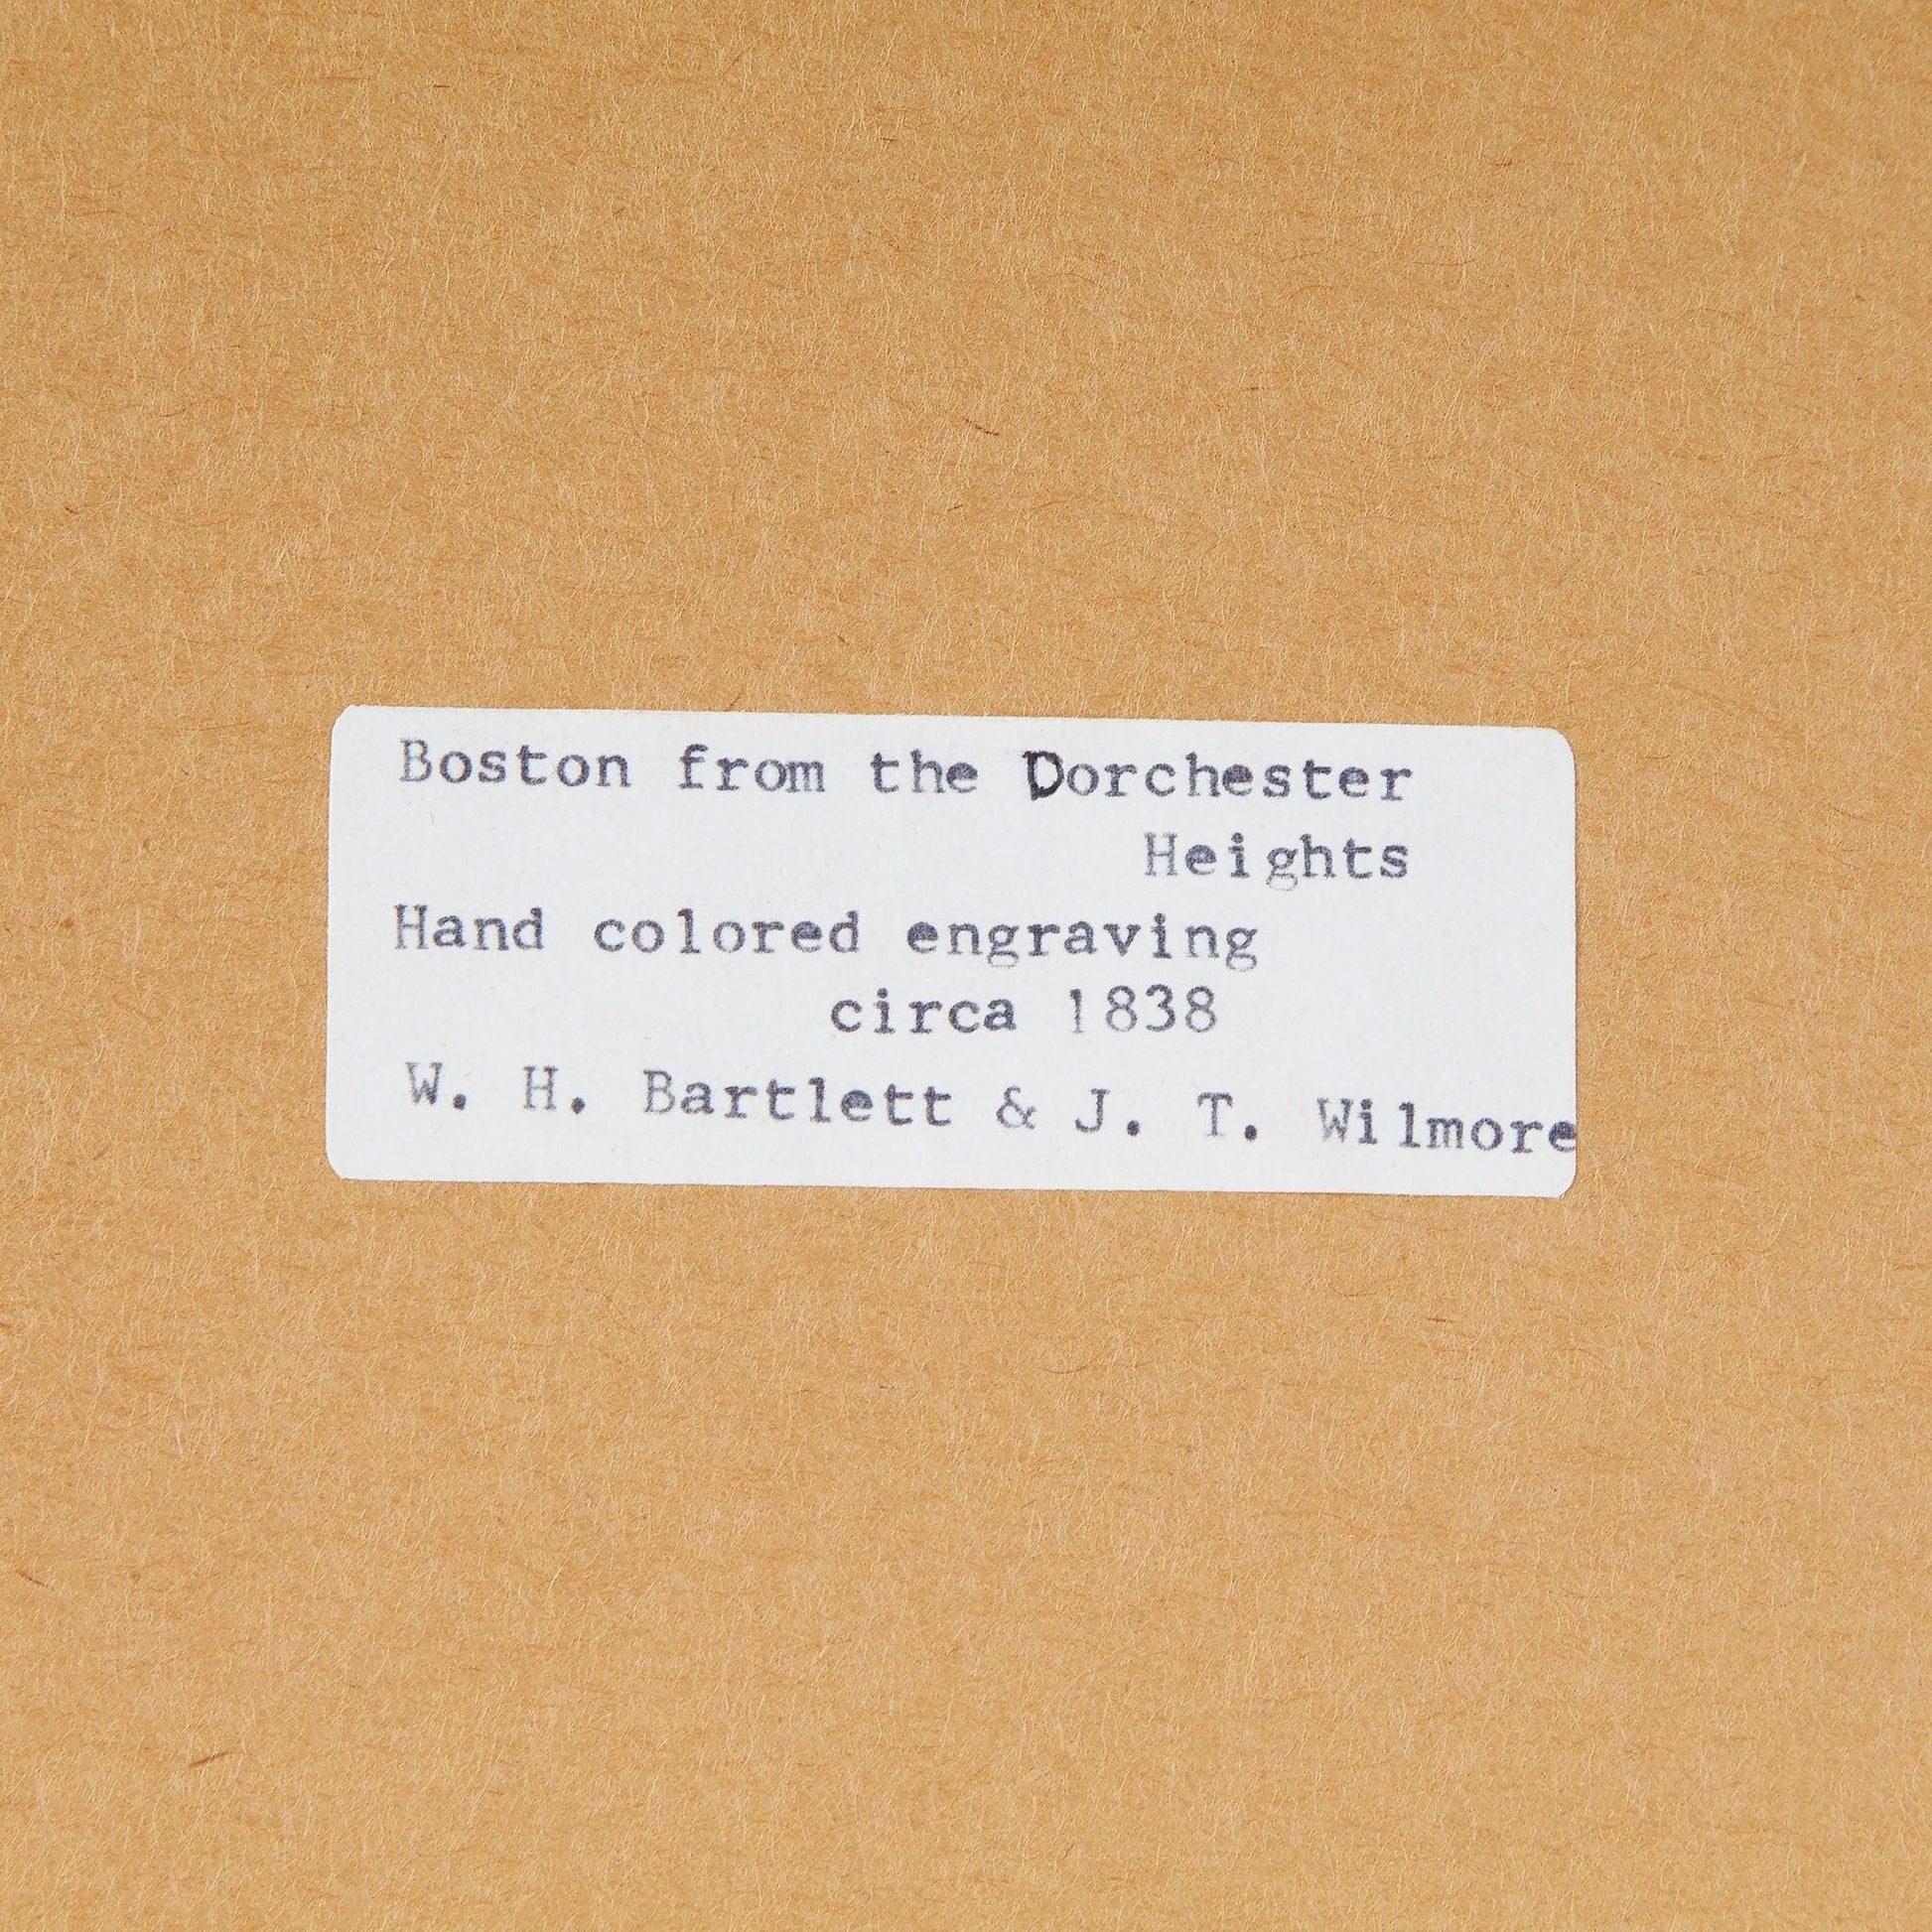 Boston from the Dorchester
Heights
Hand colored engraving
circa 1838
W. H. Bartlett & J. T. Wilmore